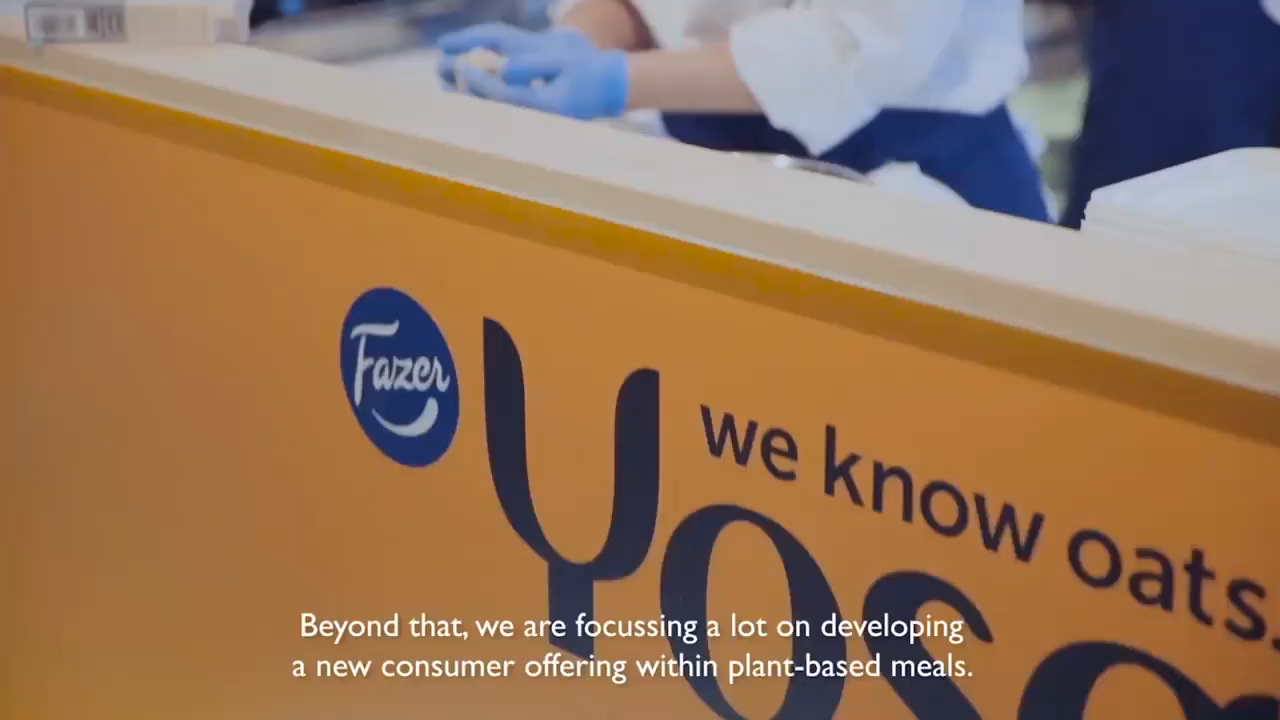 Fazer
we know oats.
Yosa
Beyond that, we are focussing a lot on developing
a new consumer offering within plant-based meals.